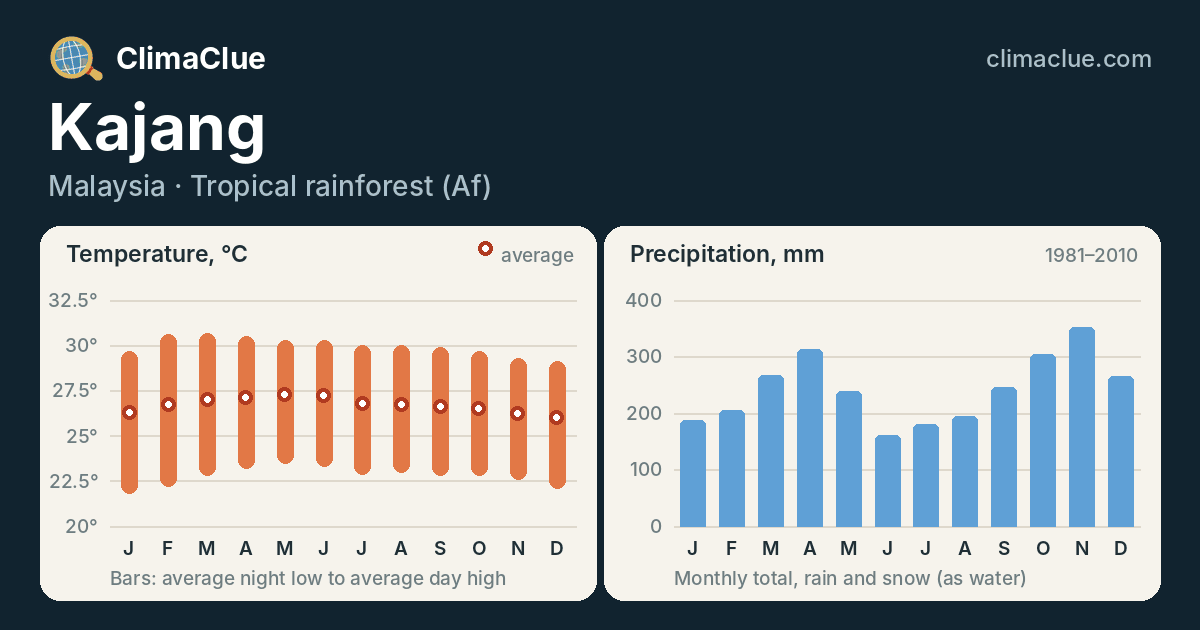 ClimaClue
climaclue.com
Kajang
Malaysia · Tropical rainforest (Af)
Temperature, °C
average
32.5°
30°
27.5°
25°
22.5°
20°
J F M A M J J A S O N D
Bars: average night low to average day high
Precipitation, mm
1981–2010
400
300
200
100
0
J F M A M J J A S O N D
Monthly total, rain and snow (as water)